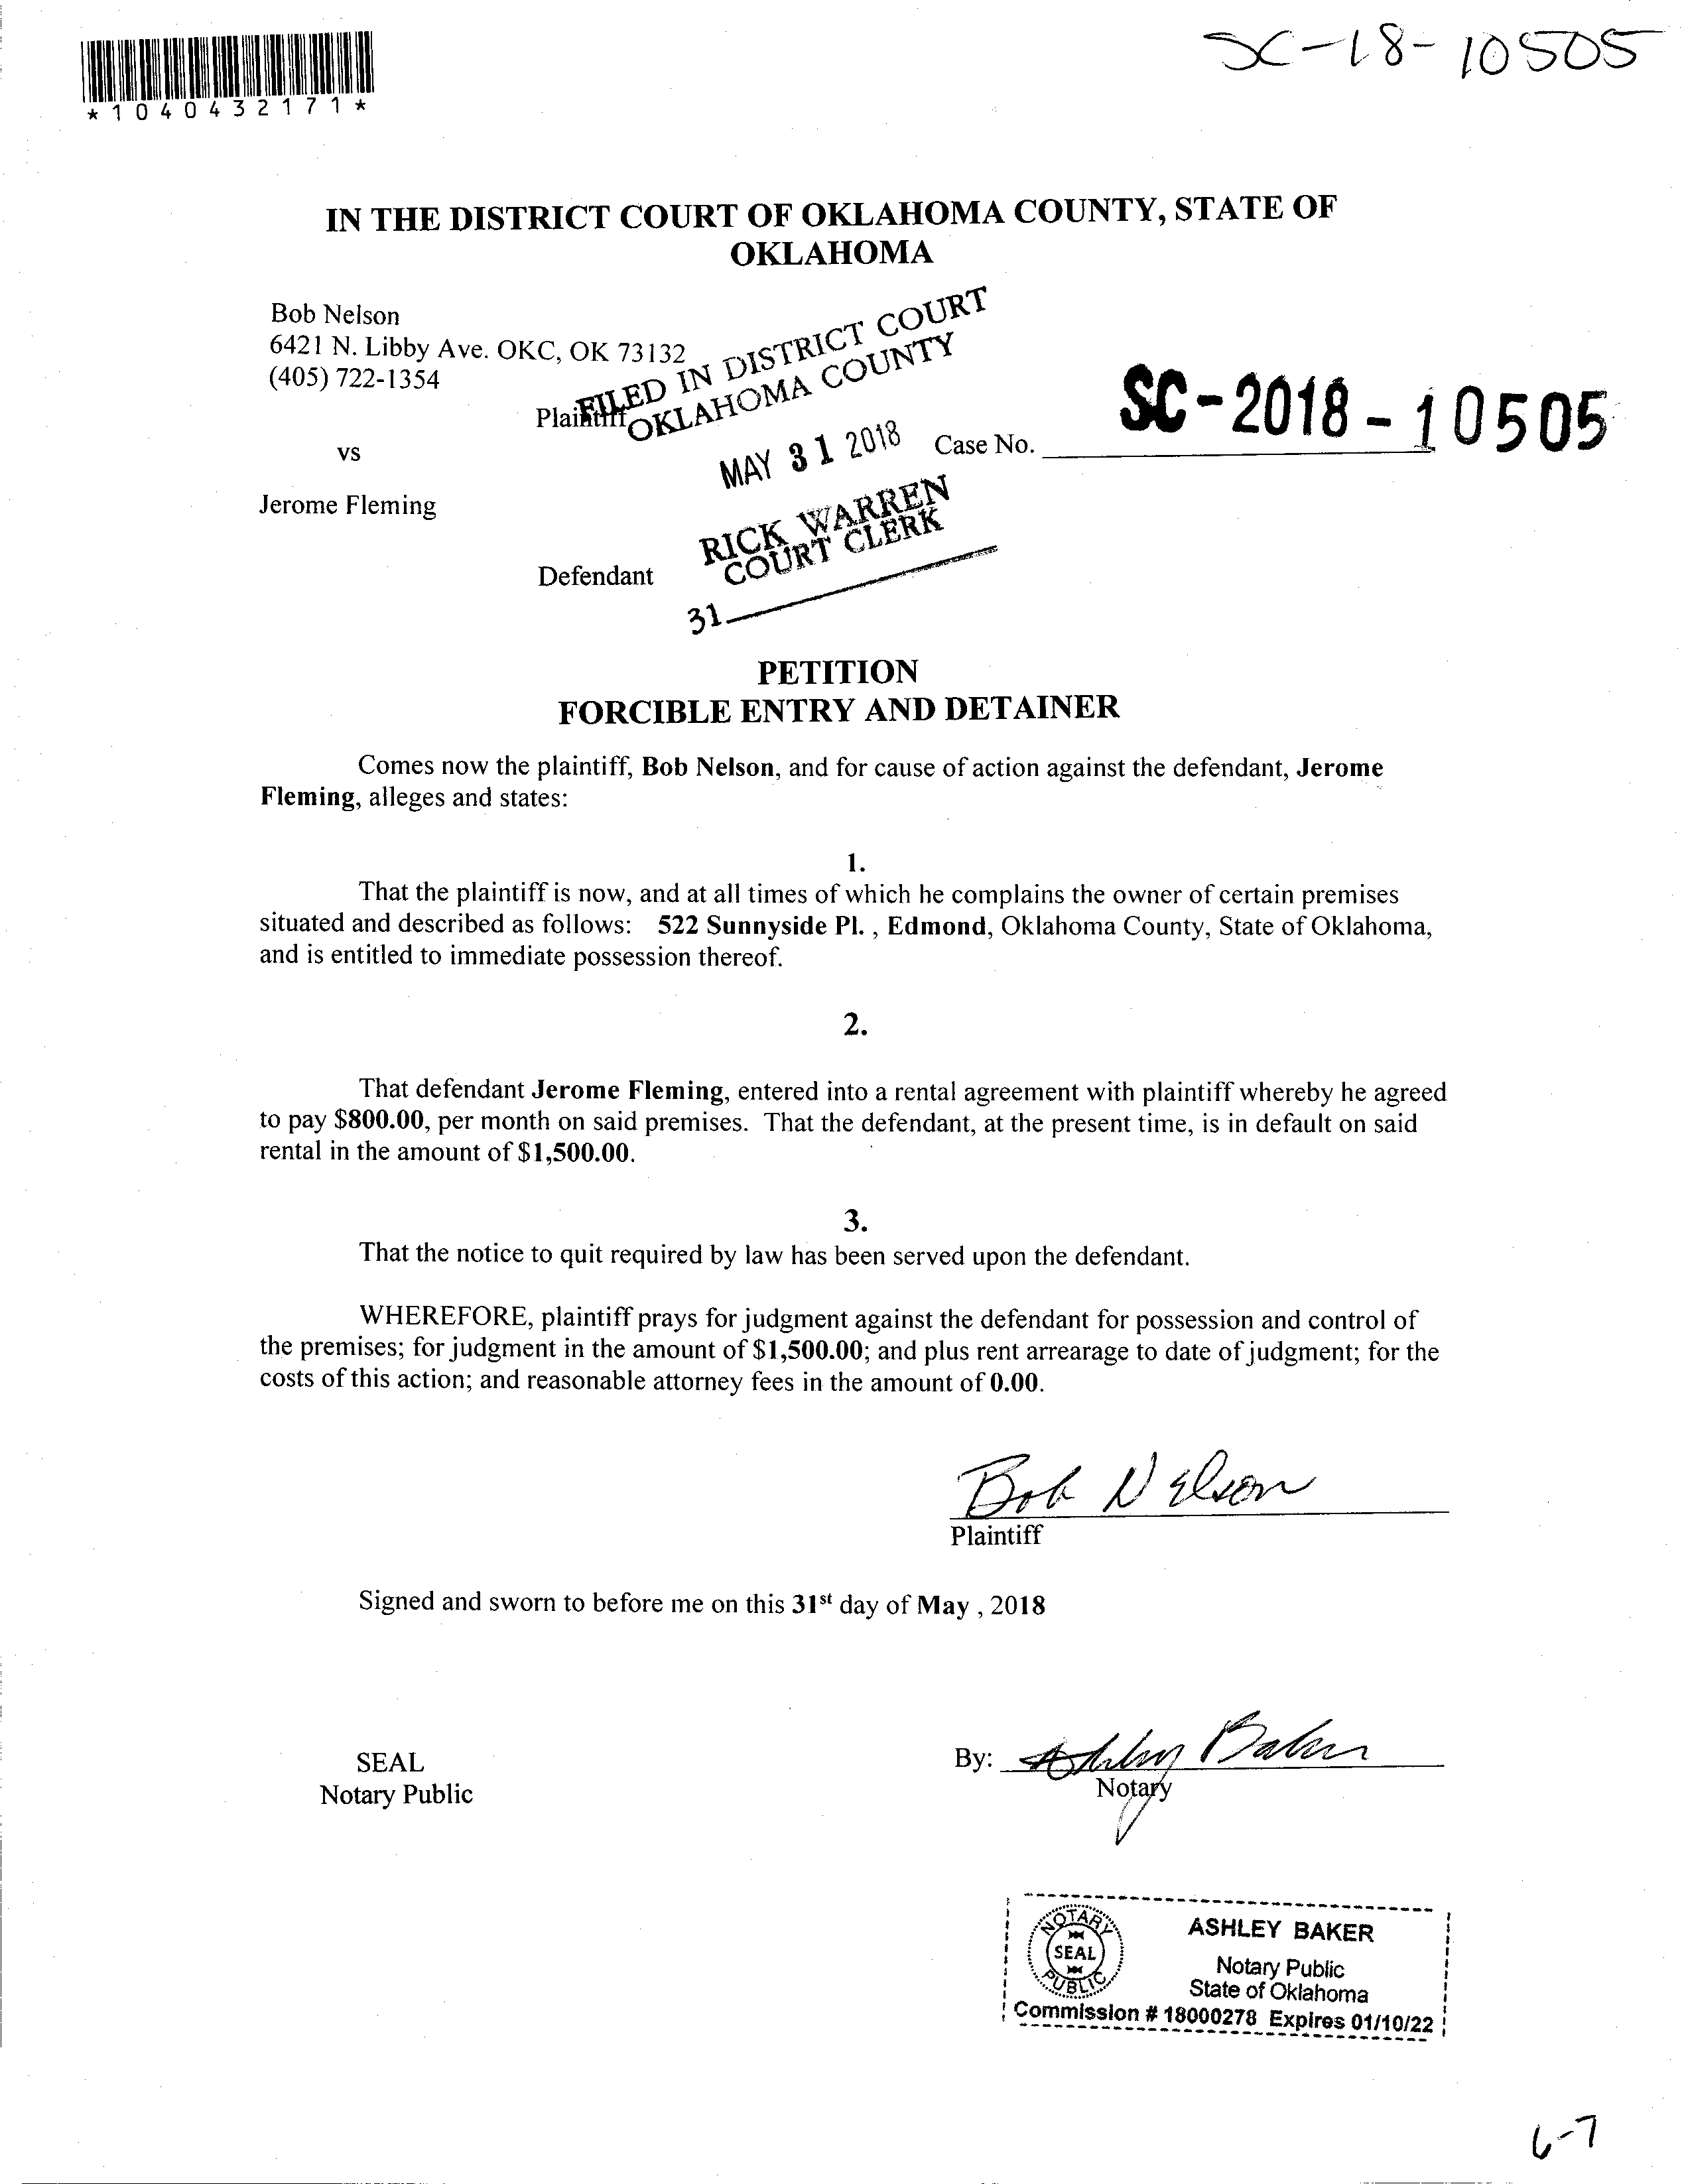 SC-18-10505
*1040432171*
IN THE DISTRICT COURT OF OKLAHOMA COUNTY, STATE OF
OKLAHOMA
Bob Nelson
6421 N. Libby Ave. OKC, OK 73132
(405) 722-1354
Plaintiff
FILED IN DISTRICT COURT
OKLAHOMA COUNTY
MAY 31 2018
RICK WARREN
COURT CLERK
31
Case No. SC-2018-10505
vs
Jerome Fleming
Defendant
PETITION
FORCIBLE ENTRY AND DETAINER
Comes now the plaintiff, Bob Nelson, and for cause of action against the defendant, Jerome
Fleming, alleges and states:
1.
That the plaintiff is now, and at all times of which he complains the owner of certain premises
situated and described as follows: 522 Sunnyside Pl. , Edmond, Oklahoma County, State of Oklahoma,
and is entitled to immediate possession thereof.
2.
That defendant Jerome Fleming, entered into a rental agreement with plaintiff whereby he agreed
to pay $800.00, per month on said premises. That the defendant, at the present time, is in default on said
rental in the amount of $1,500.00.
3.
That the notice to quit required by law has been served upon the defendant.
WHEREFORE, plaintiff prays for judgment against the defendant for possession and control of
the premises; for judgment in the amount of $1,500.00; and plus rent arrearage to date of judgment; for the
costs of this action; and reasonable attorney fees in the amount of 0.00.
Bob Nelson
Plaintiff
Signed and sworn to before me on this 31st day of May , 2018
SEAL
Notary Public
By: Ashley Baker
Notary
NOTARY
SEAL
PUBLIC
ASHLEY BAKER
Notary Public
State of Oklahoma
Commission # 18000278 Expires 01/10/22
6-7